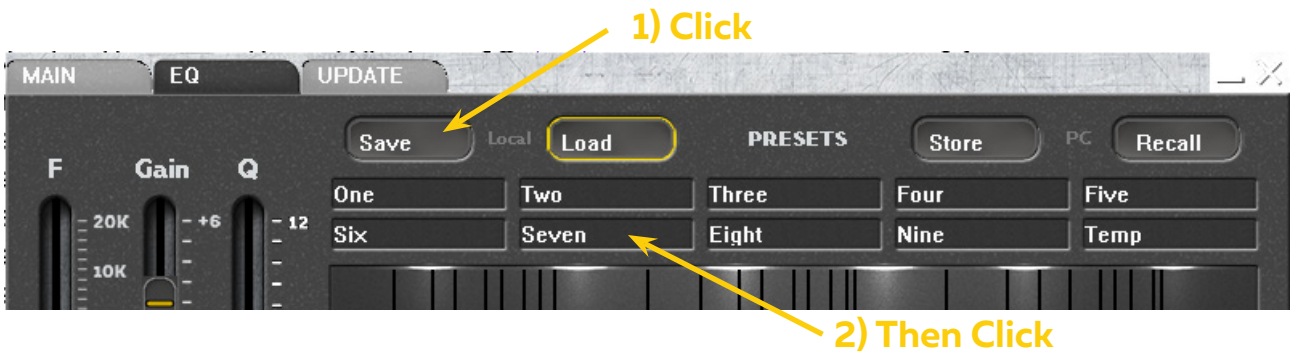 1) Click
MAIN EQ UPDATE
Save Local Load PRESETS Store PC Recall
F Gain Q
One Two Three Four Five
20K +6 12
Six Seven Eight Nine Temp
10K
2) Then Click